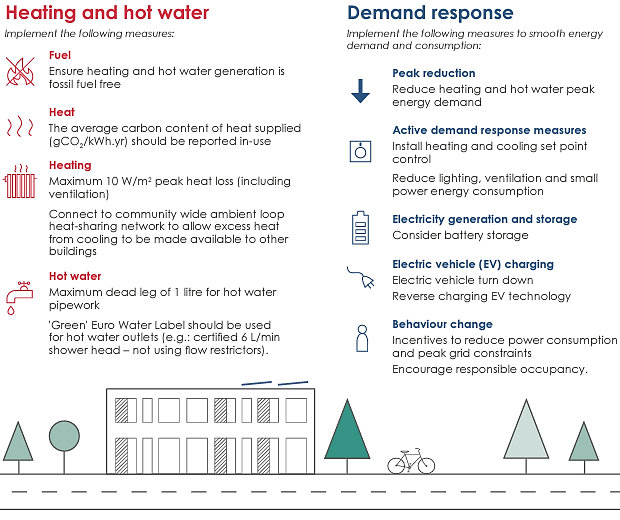 Heating and hot water
Implement the following measures:
Fuel
Ensure heating and hot water generation is
fossil fuel free
Heat
The average carbon content of heat supplied
(gCO₂/kWh.yr) should be reported in-use
Heating
Maximum 10 W/m² peak heat loss (including
ventilation)
Connect to community wide ambient loop
heat-sharing network to allow excess heat
from cooling to be made available to other
buildings
Hot water
Maximum dead leg of 1 litre for hot water
pipework
'Green' Euro Water Label should be used
for hot water outlets (e.g.: certified 6 L/min
shower head – not using flow restrictors).
Demand response
Implement the following measures to smooth energy
demand and consumption:
Peak reduction
Reduce heating and hot water peak
energy demand
Active demand response measures
Install heating and cooling set point
control
Reduce lighting, ventilation and small
power energy consumption
Electricity generation and storage
Consider battery storage
Electric vehicle (EV) charging
Electric vehicle turn down
Reverse charging EV technology
Behaviour change
Incentives to reduce power consumption
and peak grid constraints
Encourage responsible occupancy.